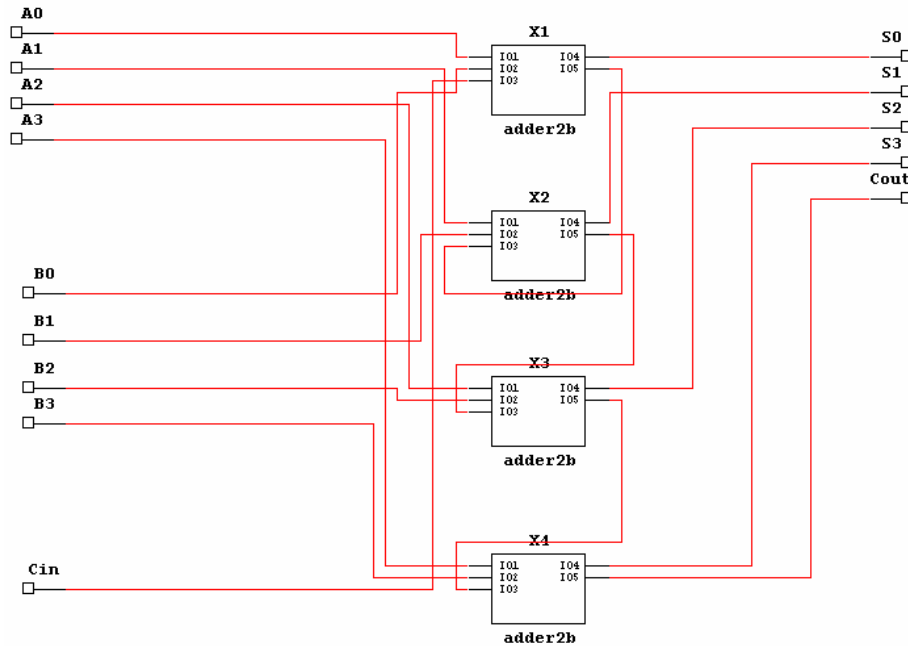 A0
A1
A2
A3
B0
B1
B2
B3
Cin
X1
IO1 IO4
IO2 IO5
IO3
adder2b
X2
IO1 IO4
IO2 IO5
IO3
adder2b
X3
IO1 IO4
IO2 IO5
IO3
adder2b
X4
IO1 IO4
IO2 IO5
IO3
adder2b
S0
S1
S2
S3
Cout